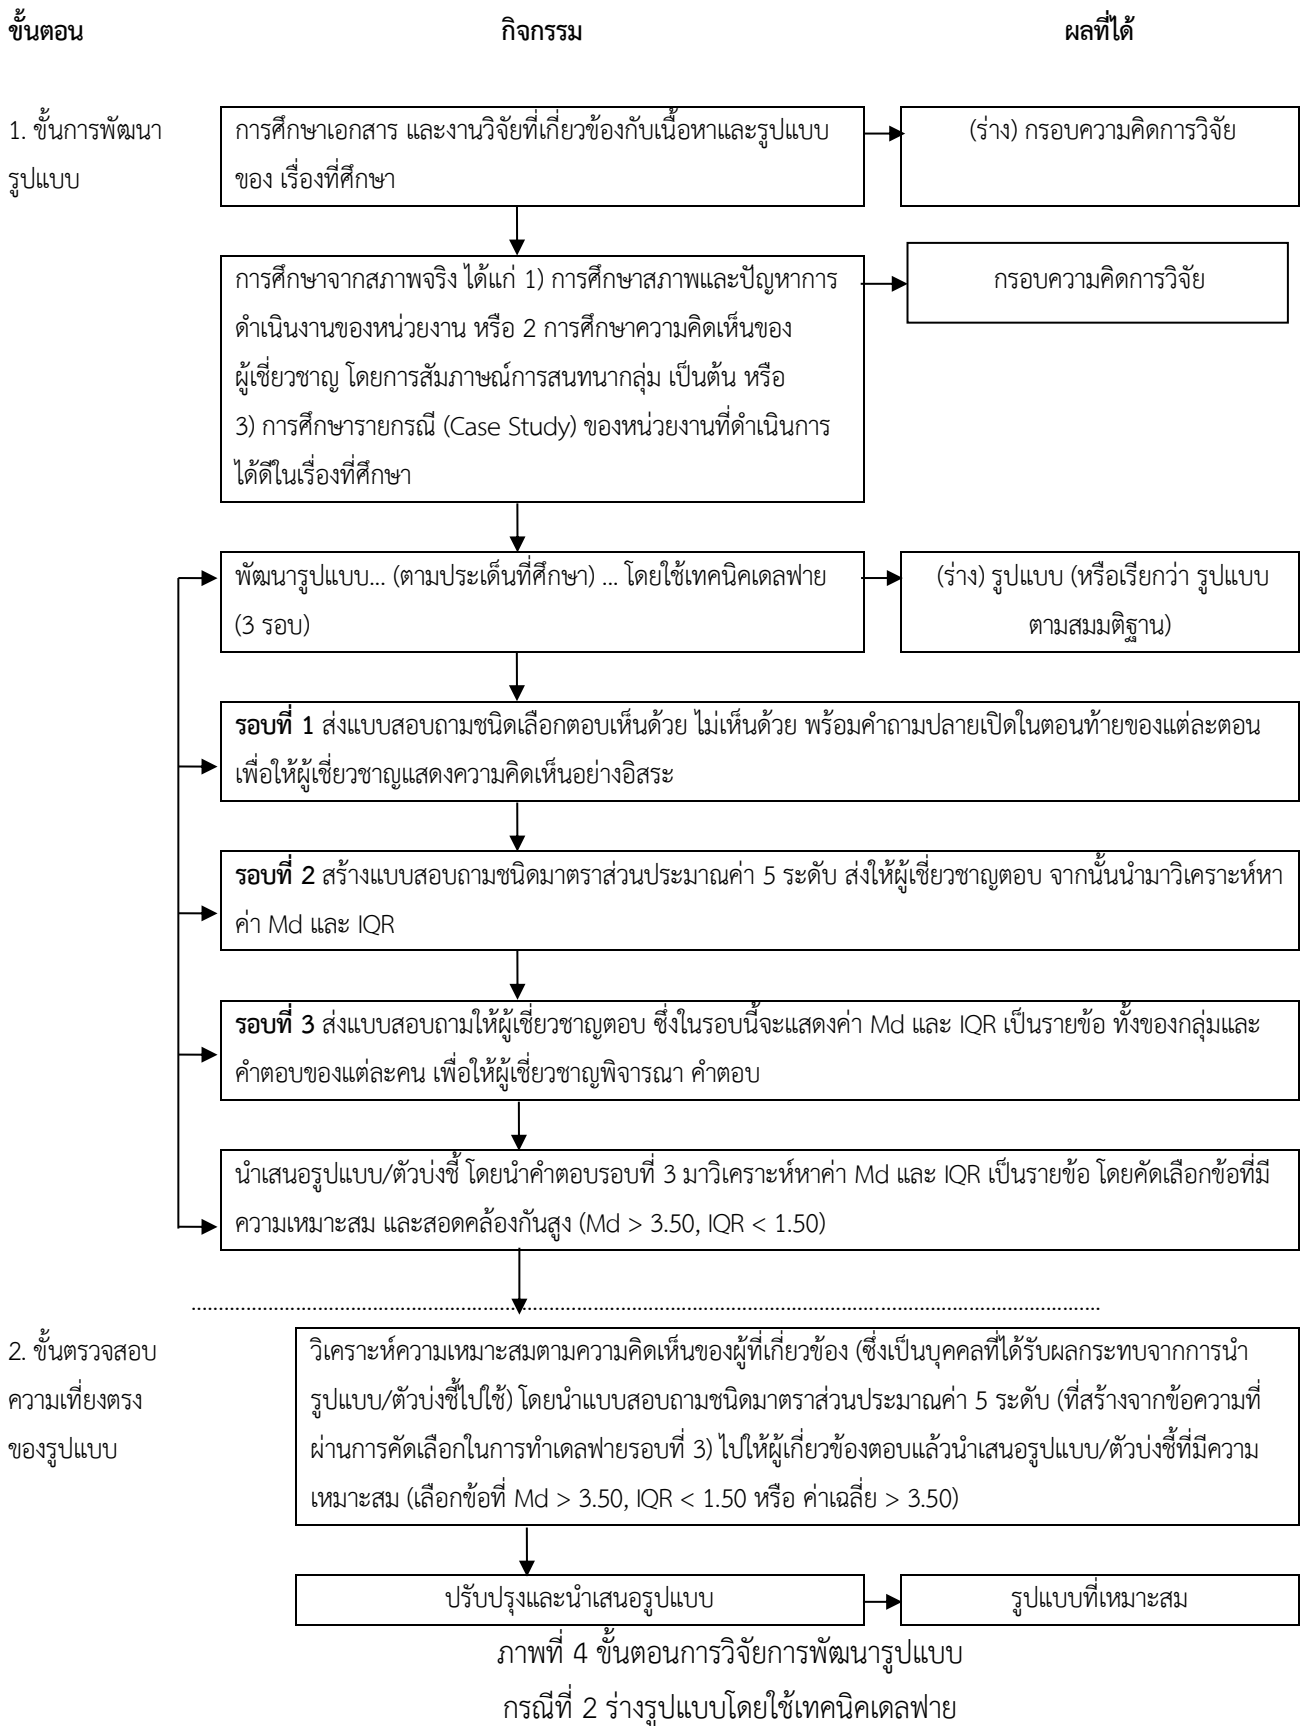 ขั้นตอน กิจกรรม ผลที่ได้
1. ขั้นการพัฒนา
รูปแบบ
การศึกษาเอกสาร และงานวิจัยที่เกี่ยวข้องกับเนื้อหาและรูปแบบ
ของ เรื่องที่ศึกษา
(ร่าง) กรอบความคิดการวิจัย
การศึกษาจากสภาพจริง ได้แก่ 1) การศึกษาสภาพและปัญหาการ
ดำเนินงานของหน่วยงาน หรือ 2 การศึกษาความคิดเห็นของ
ผู้เชี่ยวชาญ โดยการสัมภาษณ์การสนทนากลุ่ม เป็นต้น หรือ
3) การศึกษารายกรณี (Case Study) ของหน่วยงานที่ดำเนินการ
ได้ดีในเรื่องที่ศึกษา
กรอบความคิดการวิจัย
พัฒนารูปแบบ... (ตามประเด็นที่ศึกษา) ... โดยใช้เทคนิคเดลฟาย
(3 รอบ)
(ร่าง) รูปแบบ (หรือเรียกว่า รูปแบบ
ตามสมมติฐาน)
รอบที่ 1 ส่งแบบสอบถามชนิดเลือกตอบเห็นด้วย ไม่เห็นด้วย พร้อมคำถามปลายเปิดในตอนท้ายของแต่ละตอน
เพื่อให้ผู้เชี่ยวชาญแสดงความคิดเห็นอย่างอิสระ
รอบที่ 2 สร้างแบบสอบถามชนิดมาตราส่วนประมาณค่า 5 ระดับ ส่งให้ผู้เชี่ยวชาญตอบ จากนั้นนำมาวิเคราะห์หา
ค่า Md และ IQR
รอบที่ 3 ส่งแบบสอบถามให้ผู้เชี่ยวชาญตอบ ซึ่งในรอบนี้จะแสดงค่า Md และ IQR เป็นรายข้อ ทั้งของกลุ่มและ
คำตอบของแต่ละคน เพื่อให้ผู้เชี่ยวชาญพิจารณา คำตอบ
นำเสนอรูปแบบ/ตัวบ่งชี้ โดยนำคำตอบรอบที่ 3 มาวิเคราะห์หาค่า Md และ IQR เป็นรายข้อ โดยคัดเลือกข้อที่มี
ความเหมาะสม และสอดคล้องกันสูง (Md > 3.50, IQR < 1.50)
2. ขั้นตรวจสอบ
ความเที่ยงตรง
ของรูปแบบ
วิเคราะห์ความเหมาะสมตามความคิดเห็นของผู้ที่เกี่ยวข้อง (ซึ่งเป็นบุคคลที่ได้รับผลกระทบจากการนำ
รูปแบบ/ตัวบ่งชี้ไปใช้) โดยนำแบบสอบถามชนิดมาตราส่วนประมาณค่า 5 ระดับ (ที่สร้างจากข้อความที่
ผ่านการคัดเลือกในการทำเดลฟายรอบที่ 3) ไปให้ผู้เกี่ยวข้องตอบแล้วนำเสนอรูปแบบ/ตัวบ่งชี้ที่มีความ
เหมาะสม (เลือกข้อที่ Md > 3.50, IQR < 1.50 หรือ ค่าเฉลี่ย > 3.50)
ปรับปรุงและนำเสนอรูปแบบ
รูปแบบที่เหมาะสม
ภาพที่ 4 ขั้นตอนการวิจัยการพัฒนารูปแบบ
กรณีที่ 2 ร่างรูปแบบโดยใช้เทคนิคเดลฟาย